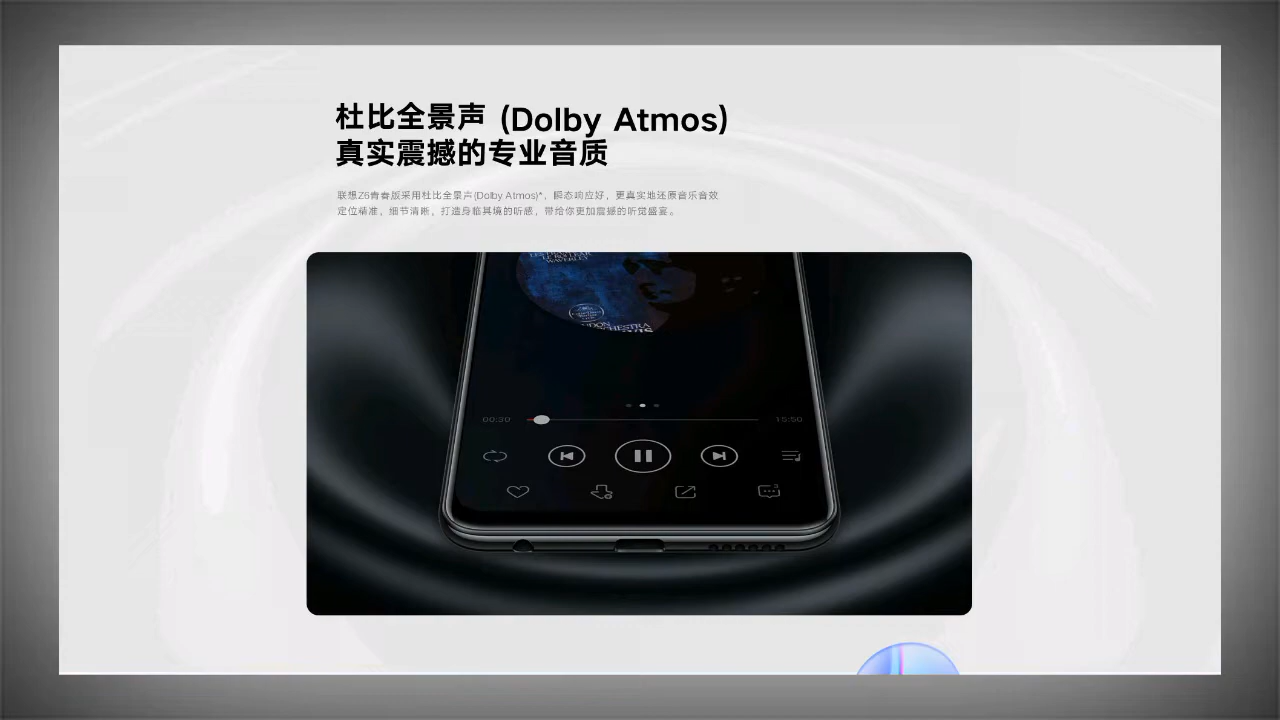 杜比全景声 (Dolby Atmos)
真实震撼的专业音质
联想Z6青春版采用杜比全景声(Dolby Atmos)*，瞬态响应好，更真实地还原音乐音效
定位精准，细节清晰，打造身临其境的听感，带给你更加震撼的听觉盛宴。
00:30
15:50
3